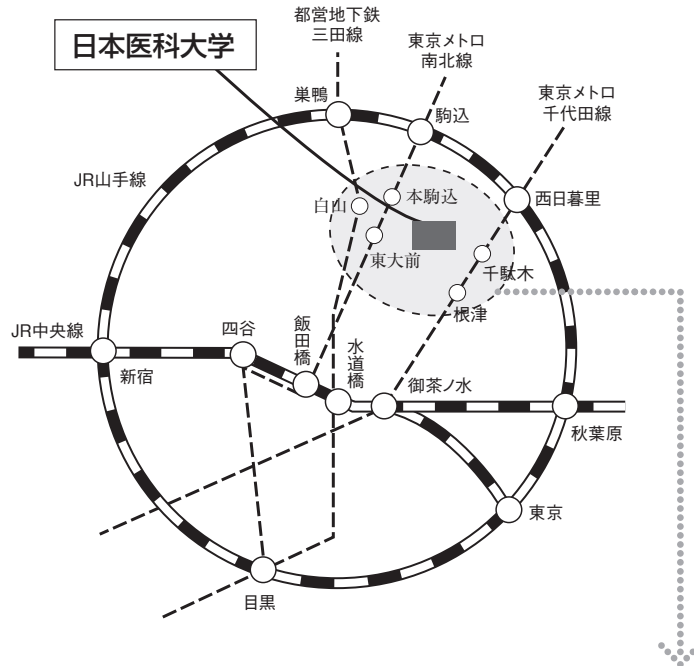 都営地下鉄
三田線
日本医科大学
東京メトロ
南北線
東京メトロ
千代田線
巣鴨
駒込
JR山手線
本駒込
白山
西日暮里
東大前
千駄木
根津
JR中央線
四谷
飯田橋
水道橋
新宿
御茶ノ水
秋葉原
東京
目黒